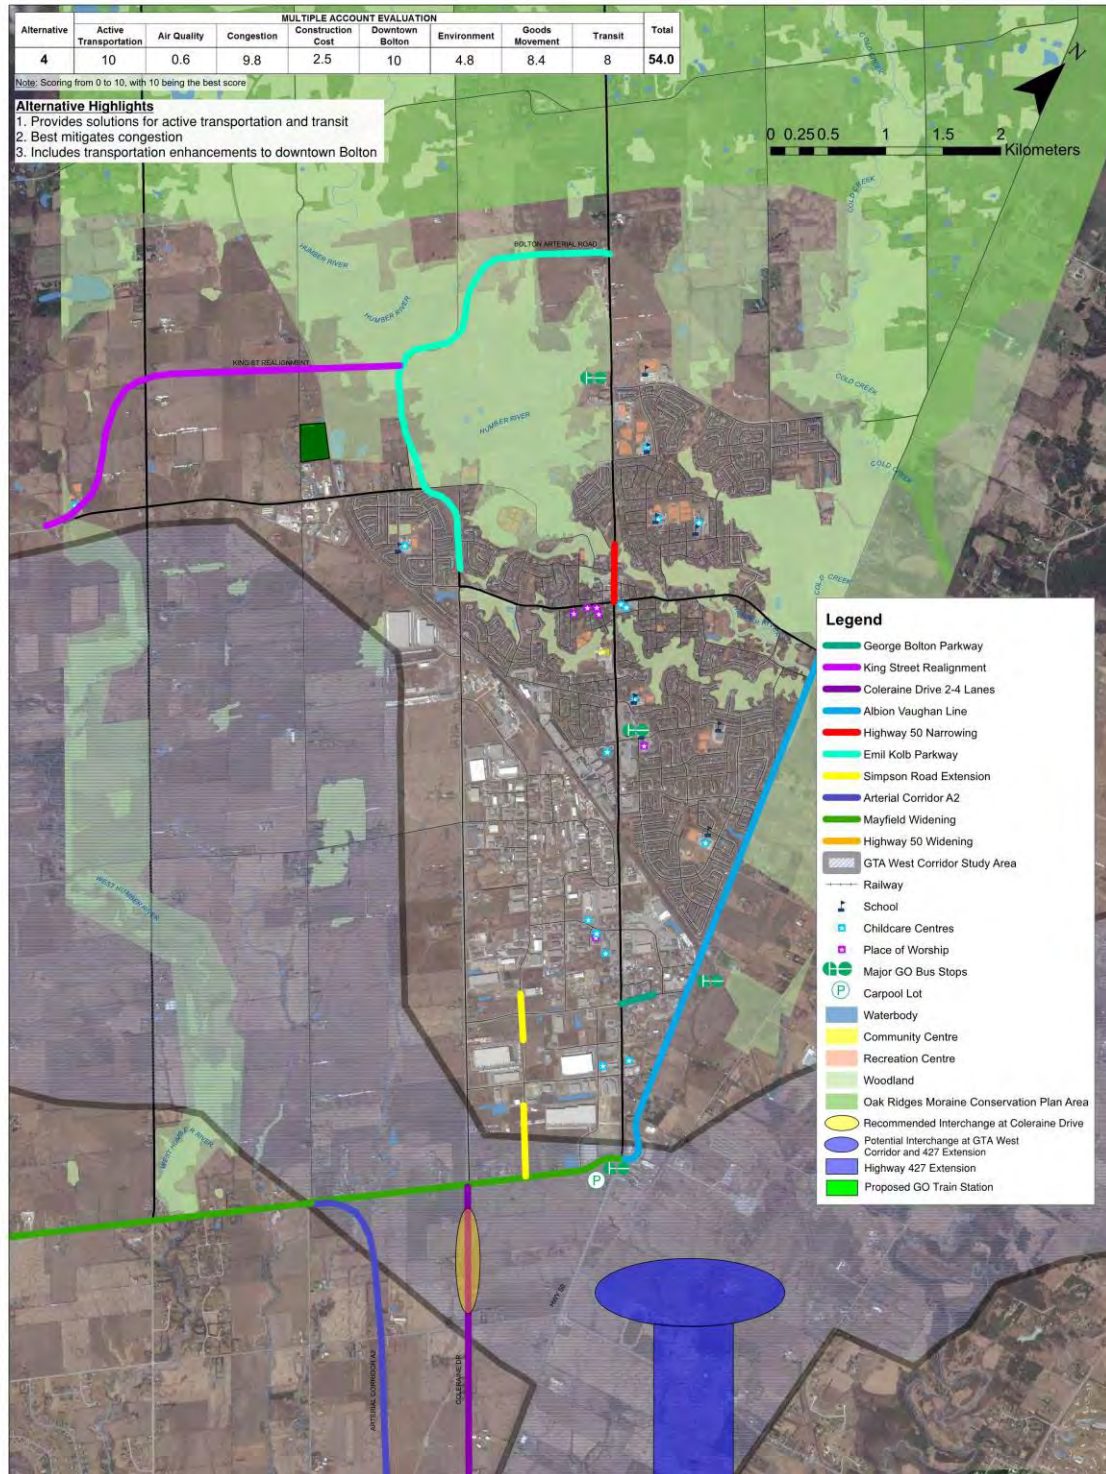 MULTIPLE ACCOUNT EVALUATION
Alternative Active Transportation Air Quality Congestion Construction Cost Downtown Bolton Environment Goods Movement Transit Total
4 10 0.6 9.8 2.5 10 4.8 8.4 8 54.0
Note: Scoring from 0 to 10, with 10 being the best score
Alternative Highlights
1. Provides solutions for active transportation and transit
2. Best mitigates congestion
3. Includes transportation enhancements to downtown Bolton
N
0 0.25 0.5 1 1.5 2
Kilometers
COLD CREEK
COLD CREEK
HUMBER RIVER
BOLTON ARTERIAL ROAD
HUMBER RIVER
KING ST REALIGNMENT
COLD CREEK
HUMBER RIVER
COLD CREEK
COLD CREEK
HUMBER RIVER
WEST HUMBER RIVER
WEST HUMBER RIVER
P
HWY 50
ARTERIAL CORRIDOR A2
COLERAINE DR
Legend
George Bolton Parkway
King Street Realignment
Coleraine Drive 2-4 Lanes
Albion Vaughan Line
Highway 50 Narrowing
Emil Kolb Parkway
Simpson Road Extension
Arterial Corridor A2
Mayfield Widening
Highway 50 Widening
GTA West Corridor Study Area
Railway
School
Childcare Centres
Place of Worship
Major GO Bus Stops
P Carpool Lot
Waterbody
Community Centre
Recreation Centre
Woodland
Oak Ridges Moraine Conservation Plan Area
Recommended Interchange at Coleraine Drive
Potential Interchange at GTA West
Corridor and 427 Extension
Highway 427 Extension
Proposed GO Train Station